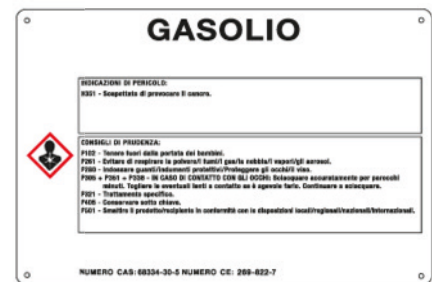 GASOLIO
INDICAZIONI DI PERICOLO:
H351 - Sospettato di provocare il cancro.
CONSIGLI DI PRUDENZA:
P102 - Tenere fuori dalla portata dei bambini.
P261 - Evitare di respirare la polvere/i fumi/i gas/la nebbia/i vapori/gli aerosol.
P280 - Indossare guanti/indumenti protettivi/Proteggere gli occhi/il viso.
P305 + P351 + P338 - IN CASO DI CONTATTO CON GLI OCCHI: Sciacquare accuratamente per parecchi
minuti. Togliere le eventuali lenti a contatto se è agevole farlo. Continuare a sciacquare.
P321 - Trattamento specifico.
P405 - Conservare sotto chiave.
P501 - Smaltire il prodotto/recipiente in conformità con le disposizioni locali/regionali/nazionali/internazionali.
NUMERO CAS: 68334-30-5 NUMERO CE: 269-822-7